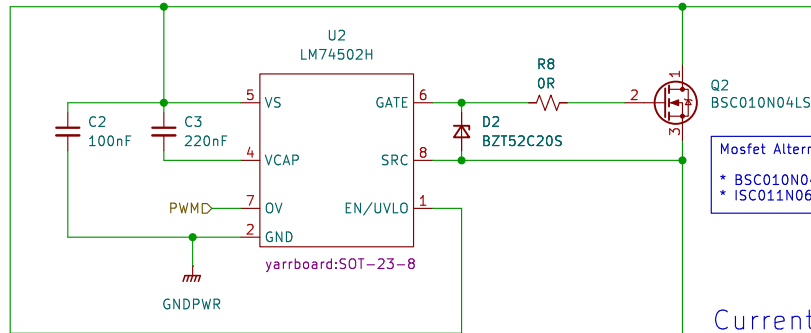 U2
LM74502H
R8
0R
Q2
BSC010N04LS
1
2
3
5
VS
GATE
6
C2
100nF
C3
220nF
D2
BZT52C20S
4
VCAP
SRC
8
Mosfet Altern
* BSC010N04
* ISC011N06
PWM
7
OV
EN/UVLO
1
2
GND
yarrboard:SOT-23-8
GNDPWR
Current